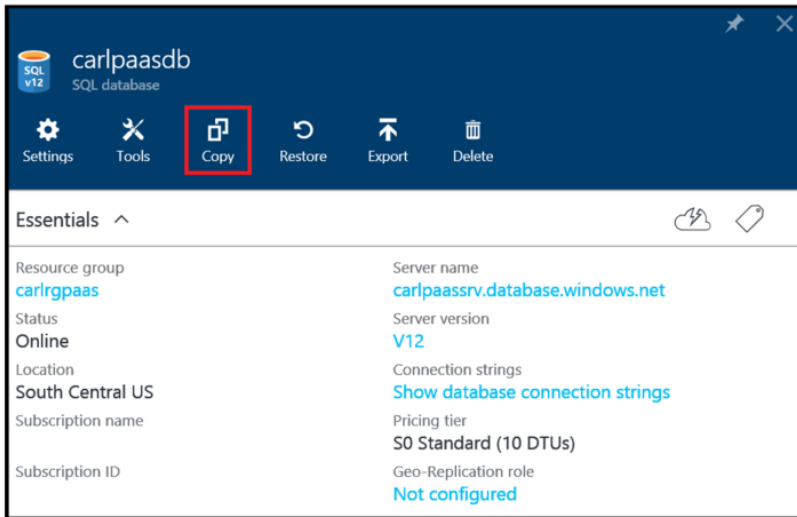 carlpaasdb
SQL v12
SQL database
Settings
Tools
Copy
Restore
Export
Delete
Essentials
Resource group
carlrgpaas
Status
Online
Location
South Central US
Subscription name
Subscription ID
Server name
carlpaassrv.database.windows.net
Server version
V12
Connection strings
Show database connection strings
Pricing tier
S0 Standard (10 DTUs)
Geo-Replication role
Not configured